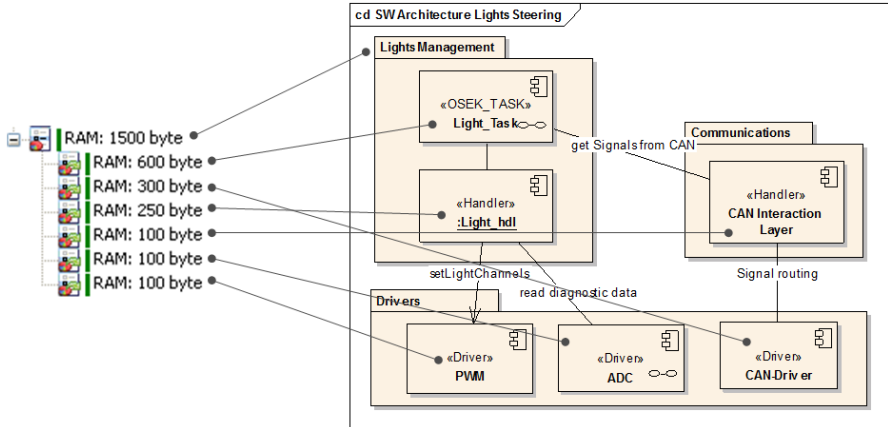 cd SW Architecture Lights Steering
Lights Management
RAM: 1500 byte
RAM: 600 byte
RAM: 300 byte
RAM: 250 byte
RAM: 100 byte
RAM: 100 byte
RAM: 100 byte
«OSEK_TASK»
Light_Task
get Signals from CAN
Communications
«Handler»
:Light_hdl
«Handler»
CAN Interaction
Layer
setLightChannels
read diagnostic data
Signal routing
Drivers
«Driver»
PWM
«Driver»
ADC
«Driver»
CAN-Driver